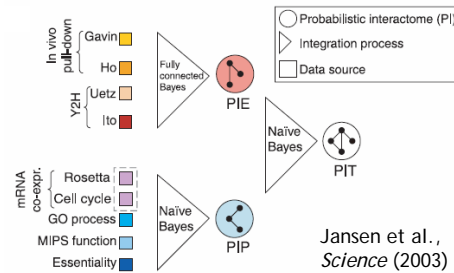 In vivo
pull-down
Gavin
Ho
Y2H
Uetz
Ito
Fully
connected
Bayes
PIE
mRNA
co-expr.
Rosetta
Cell cycle
GO process
MIPS function
Essentiality
Naïve
Bayes
PIP
Naïve
Bayes
PIT
Probabilistic interactome (PI)
Integration process
Data source
Jansen et al.,
Science (2003)